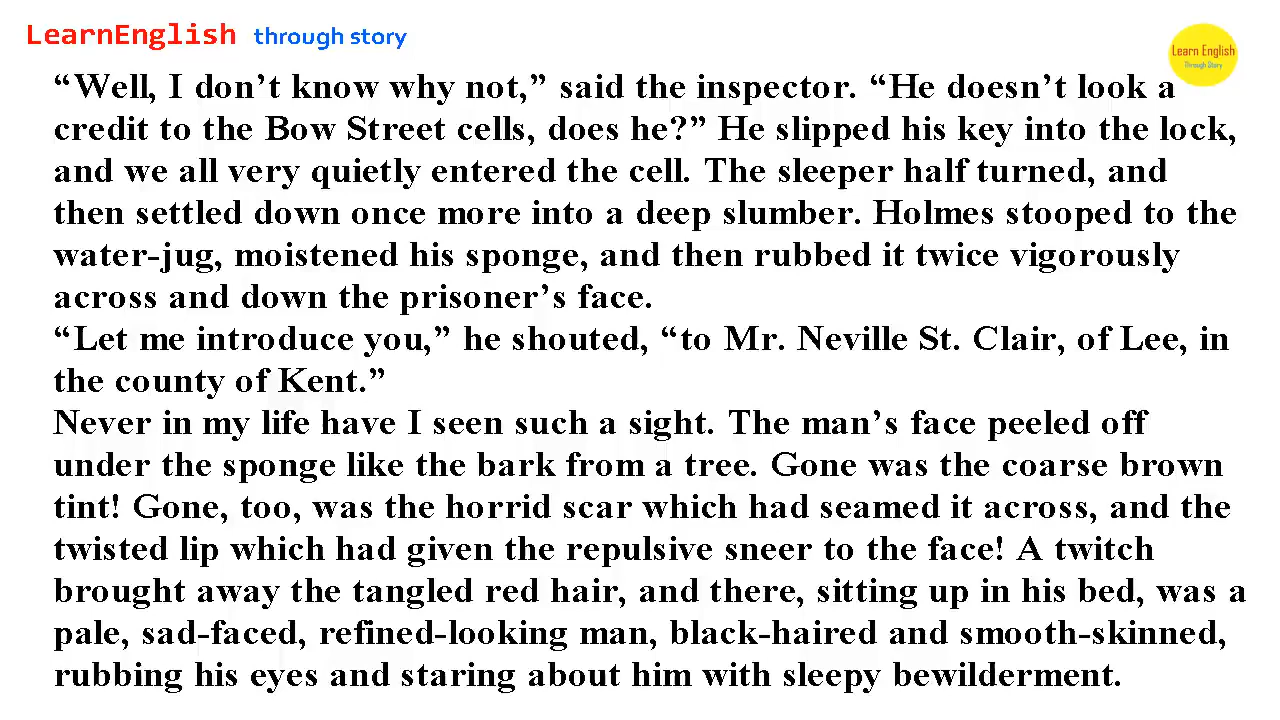 LearnEnglish through story
Learn English
Through Story
“Well, I don’t know why not,” said the inspector. “He doesn’t look a
credit to the Bow Street cells, does he?” He slipped his key into the lock,
and we all very quietly entered the cell. The sleeper half turned, and
then settled down once more into a deep slumber. Holmes stooped to the
water-jug, moistened his sponge, and then rubbed it twice vigorously
across and down the prisoner’s face.
“Let me introduce you,” he shouted, “to Mr. Neville St. Clair, of Lee, in
the county of Kent.”
Never in my life have I seen such a sight. The man’s face peeled off
under the sponge like the bark from a tree. Gone was the coarse brown
tint! Gone, too, was the horrid scar which had seamed it across, and the
twisted lip which had given the repulsive sneer to the face! A twitch
brought away the tangled red hair, and there, sitting up in his bed, was a
pale, sad-faced, refined-looking man, black-haired and smooth-skinned,
rubbing his eyes and staring about him with sleepy bewilderment.